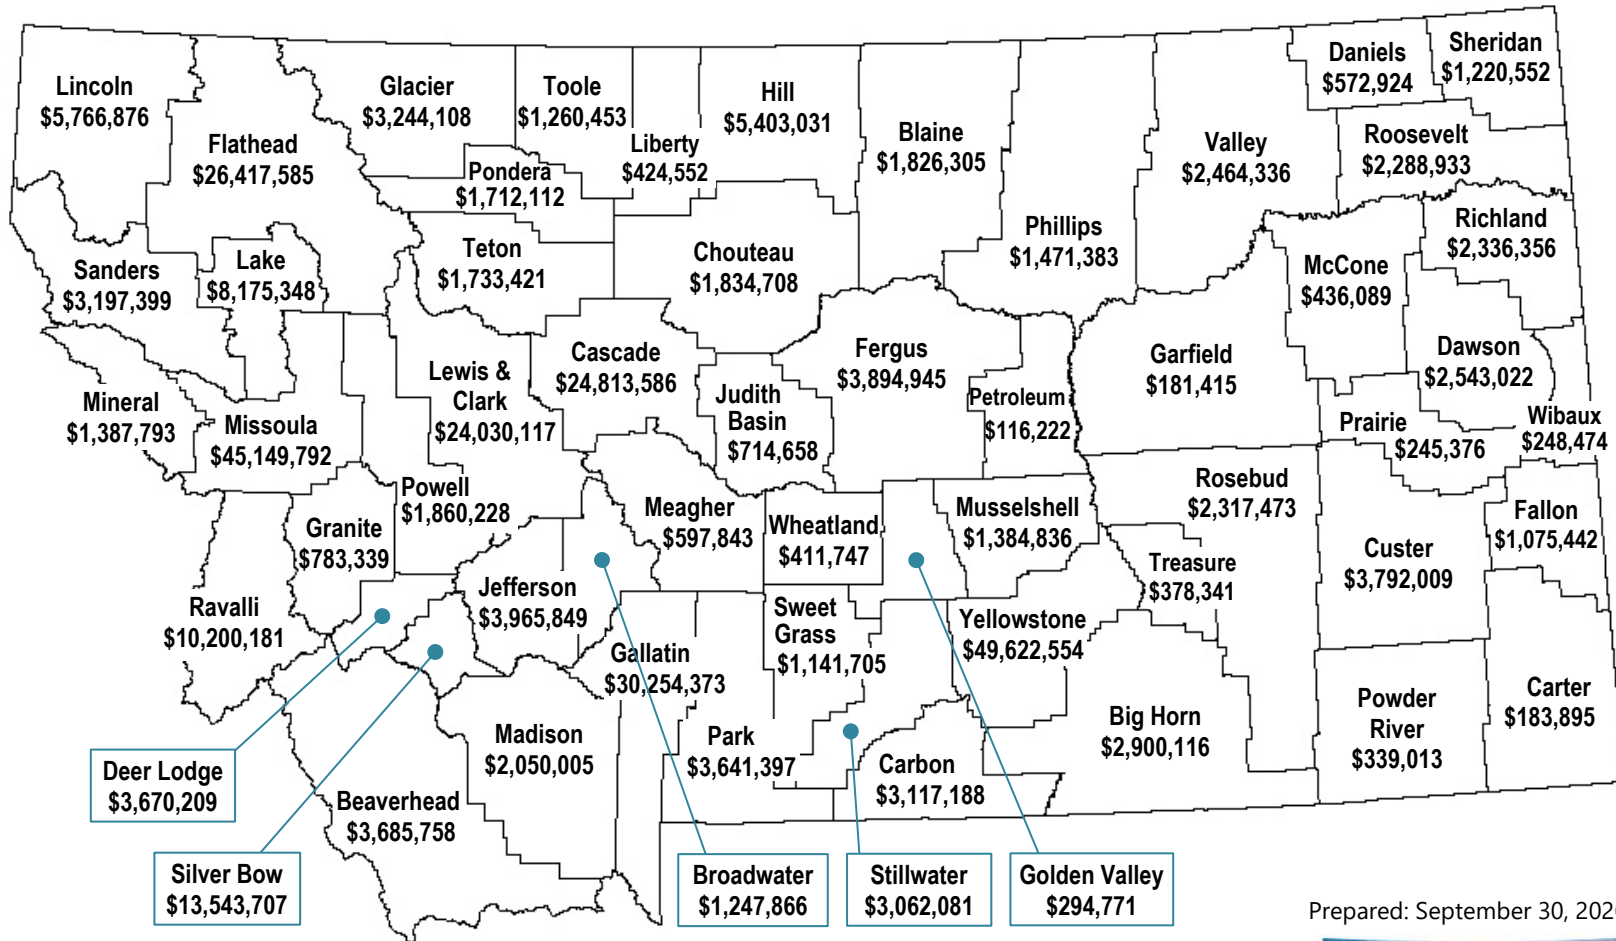 Lincoln
$5,766,876
Flathead
$26,417,585
Glacier
$3,244,108
Toole
$1,260,453
Liberty
$424,552
Hill
$5,403,031
Blaine
$1,826,305
Phillips
$1,471,383
Valley
$2,464,336
Daniels
$572,924
Sheridan
$1,220,552
Roosevelt
$2,288,933
Richland
$2,336,356
Pondera
$1,712,112
Teton
$1,733,421
Chouteau
$1,834,708
Sanders
$3,197,399
Lake
$8,175,348
McCone
$436,089
Dawson
$2,543,022
Garfield
$181,415
Fergus
$3,894,945
Petroleum
$116,222
Cascade
$24,813,586
Judith
Basin
$714,658
Lewis &
Clark
$24,030,117
Mineral
$1,387,793
Missoula
$45,149,792
Prairie
$245,376
Wibaux
$248,474
Powell
$1,860,228
Granite
$783,339
Meagher
$597,843
Wheatland
$411,747
Musselshell
$1,384,836
Rosebud
$2,317,473
Treasure
$378,341
Custer
$3,792,009
Fallon
$1,075,442
Ravalli
$10,200,181
Jefferson
$3,965,849
Gallatin
$30,254,373
Sweet
Grass
$1,141,705
Yellowstone
$49,622,554
Big Horn
$2,900,116
Powder
River
$339,013
Carter
$183,895
Madison
$2,050,005
Park
$3,641,397
Carbon
$3,117,188
Beaverhead
$3,685,758
Deer Lodge
$3,670,209
Silver Bow
$13,543,707
Broadwater
$1,247,866
Stillwater
$3,062,081
Golden Valley
$294,771
Prepared: September 30, 202